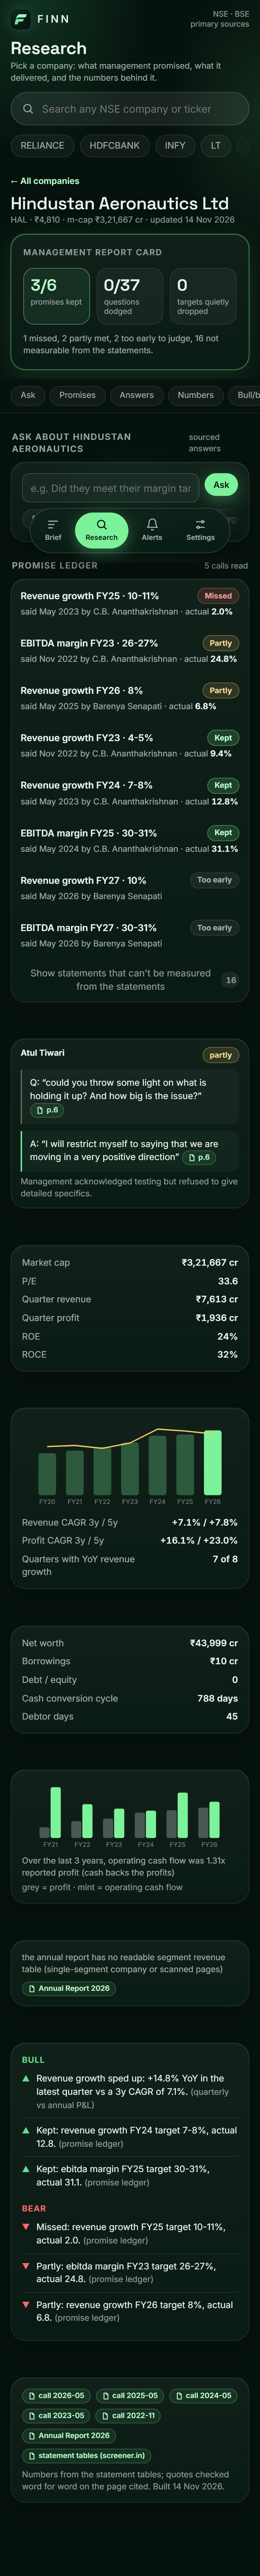 FINN
NSE · BSE
primary sources
Research
Pick a company: what management promised, what it
delivered, and the numbers behind it.
Search any NSE company or ticker
RELIANCE
HDFCBANK
INFY
LT
← All companies
Hindustan Aeronautics Ltd
HAL · ₹4,810 · m-cap ₹3,21,667 cr · updated 14 Nov 2026
MANAGEMENT REPORT CARD
3/6
promises kept
0/37
questions
dodged
0
targets quietly
dropped
1 missed, 2 partly met, 2 too early to judge, 16 not
measurable from the statements.
Ask
Promises
Answers
Numbers
Bull/b
ASK ABOUT HINDUSTAN
AERONAUTICS
sourced
answers
e.g. Did they meet their margin tar
Ask
Brief
Research
Alerts
Settings
PROMISE LEDGER
5 calls read
Revenue growth FY25 · 10-11%
Missed
said May 2023 by C.B. Ananthakrishnan · actual 2.0%
EBITDA margin FY23 · 26-27%
Partly
said Nov 2022 by C.B. Ananthakrishnan · actual 24.8%
Revenue growth FY26 · 8%
Partly
said May 2025 by Barenya Senapati · actual 6.8%
Revenue growth FY23 · 4-5%
Kept
said Nov 2022 by C.B. Ananthakrishnan · actual 9.4%
Revenue growth FY24 · 7-8%
Kept
said May 2023 by C.B. Ananthakrishnan · actual 12.8%
EBITDA margin FY25 · 30-31%
Kept
said May 2024 by C.B. Ananthakrishnan · actual 31.1%
Revenue growth FY27 · 10%
Too early
said May 2026 by Barenya Senapati
EBITDA margin FY27 · 30-31%
Too early
said May 2026 by Barenya Senapati
Show statements that can't be measured
from the statements
16
Atul Tiwari
partly
Q: “could you throw some light on what is
holding it up? And how big is the issue?”
p.6
A: “I will restrict myself to saying that we are
moving in a very positive direction” p.6
Management acknowledged testing but refused to give
detailed specifics.
Market cap ₹3,21,667 cr
P/E 33.6
Quarter revenue ₹7,613 cr
Quarter profit ₹1,936 cr
ROE 24%
ROCE 32%
FY20 FY21 FY22 FY23 FY24 FY25 FY26
Revenue CAGR 3y / 5y +7.1% / +7.8%
Profit CAGR 3y / 5y +16.1% / +23.0%
Quarters with YoY revenue
growth
7 of 8
Net worth ₹43,999 cr
Borrowings ₹10 cr
Debt / equity 0
Cash conversion cycle 788 days
Debtor days 45
FY21 FY22 FY23 FY24 FY25 FY26
Over the last 3 years, operating cash flow was 1.31x
reported profit (cash backs the profits)
grey = profit · mint = operating cash flow
the annual report has no readable segment revenue
table (single-segment company or scanned pages)
Annual Report 2026
BULL
▲ Revenue growth sped up: +14.8% YoY in the
latest quarter vs a 3y CAGR of 7.1%. (quarterly
vs annual P&L)
▲ Kept: revenue growth FY24 target 7-8%, actual
12.8. (promise ledger)
▲ Kept: ebitda margin FY25 target 30-31%,
actual 31.1. (promise ledger)
BEAR
▼ Missed: revenue growth FY25 target 10-11%,
actual 2.0. (promise ledger)
▼ Partly: ebitda margin FY23 target 26-27%,
actual 24.8. (promise ledger)
▼ Partly: revenue growth FY26 target 8%, actual
6.8. (promise ledger)
call 2026-05
call 2025-05
call 2024-05
call 2023-05
call 2022-11
Annual Report 2026
statement tables (screener.in)
Numbers from the statement tables; quotes checked
word for word on the page cited. Built 14 Nov 2026.